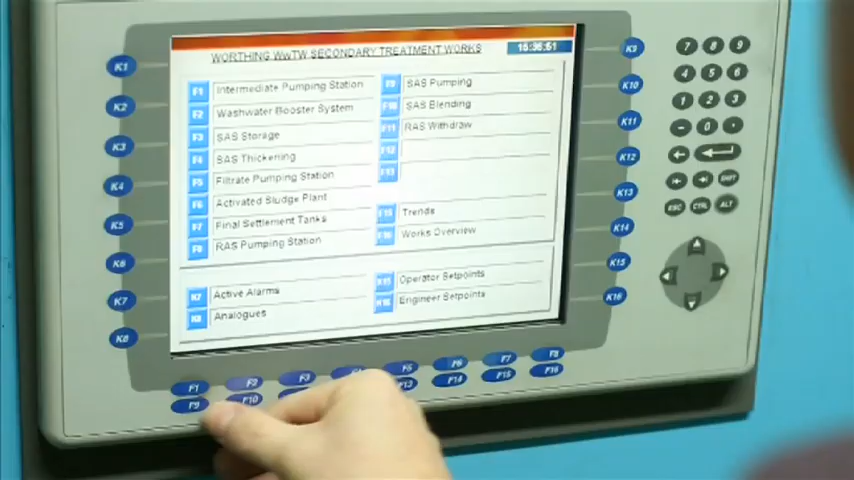 WORTHING WwTW SECONDARY TREATMENT WORKS
15:36:51
F1 Intermediate Pumping Station
F2 Washwater Booster System
F3 SAS Storage
F4 SAS Thickening
F5 Filtrate Pumping Station
F6 Activated Sludge Plant
F7 Final Settlement Tanks
F8 RAS Pumping Station
F9 SAS Pumping
F10 SAS Blending
F11 RAS Withdraw
F12
F13
F15 Trends
F16 Works Overview
K7 Active Alarms
K8 Analogues
K15 Operator Setpoints
K16 Engineer Setpoints
K1
K2
K3
K4
K5
K6
K7
K8
K9
K10
K11
K12
K13
K14
K15
K16
7 8 9
4 5 6
1 2 3
- 0 .
ESC CTRL ALT
SHIFT
F1 F2 F3 F5 F6 F7 F8
F9 F10 F13 F14 F15 F16